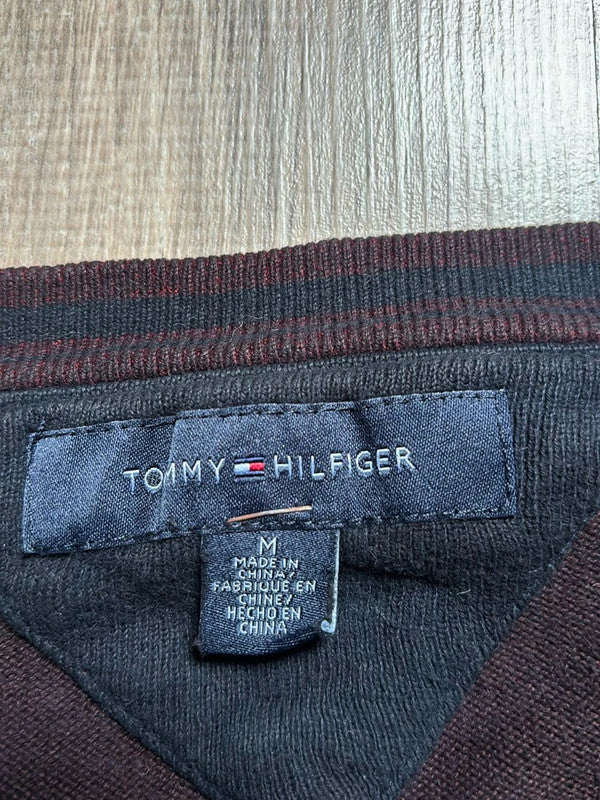 TOMMY HILFIGER
M
MADE IN
CHINA/
FABRIQUE EN
CHINE/
HECHO EN
CHINA